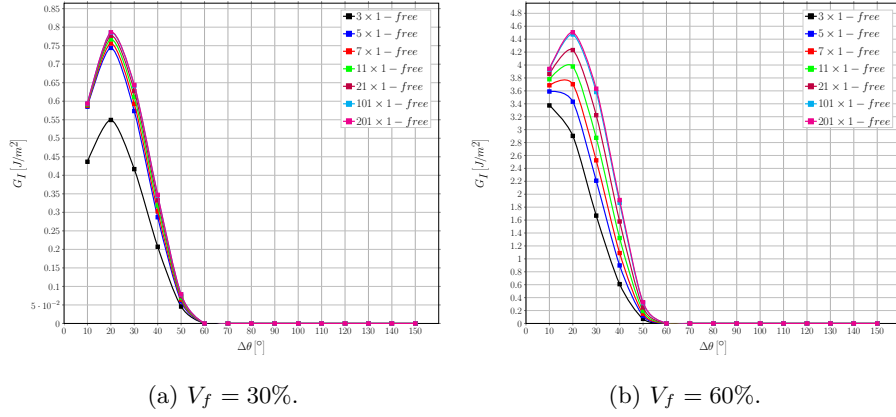 0.85
0.8
0.75
0.7
0.65
0.6
0.55
0.5
0.45
0.4
0.35
0.3
0.25
0.2
0.15
0.1
5 · 10⁻²
0
G_I [J/m²]
0 10 20 30 40 50 60 70 80 90 100 110 120 130 140 150
Δθ [°]
3 × 1 − free
5 × 1 − free
7 × 1 − free
11 × 1 − free
21 × 1 − free
101 × 1 − free
201 × 1 − free
(a) V_f = 30%.
4.8
4.6
4.4
4.2
4
3.8
3.6
3.4
3.2
3
2.8
2.6
2.4
2.2
2
1.8
1.6
1.4
1.2
1
0.8
0.6
0.4
0.2
0
G_I [J/m²]
0 10 20 30 40 50 60 70 80 90 100 110 120 130 140 150
Δθ [°]
3 × 1 − free
5 × 1 − free
7 × 1 − free
11 × 1 − free
21 × 1 − free
101 × 1 − free
201 × 1 − free
(b) V_f = 60%.